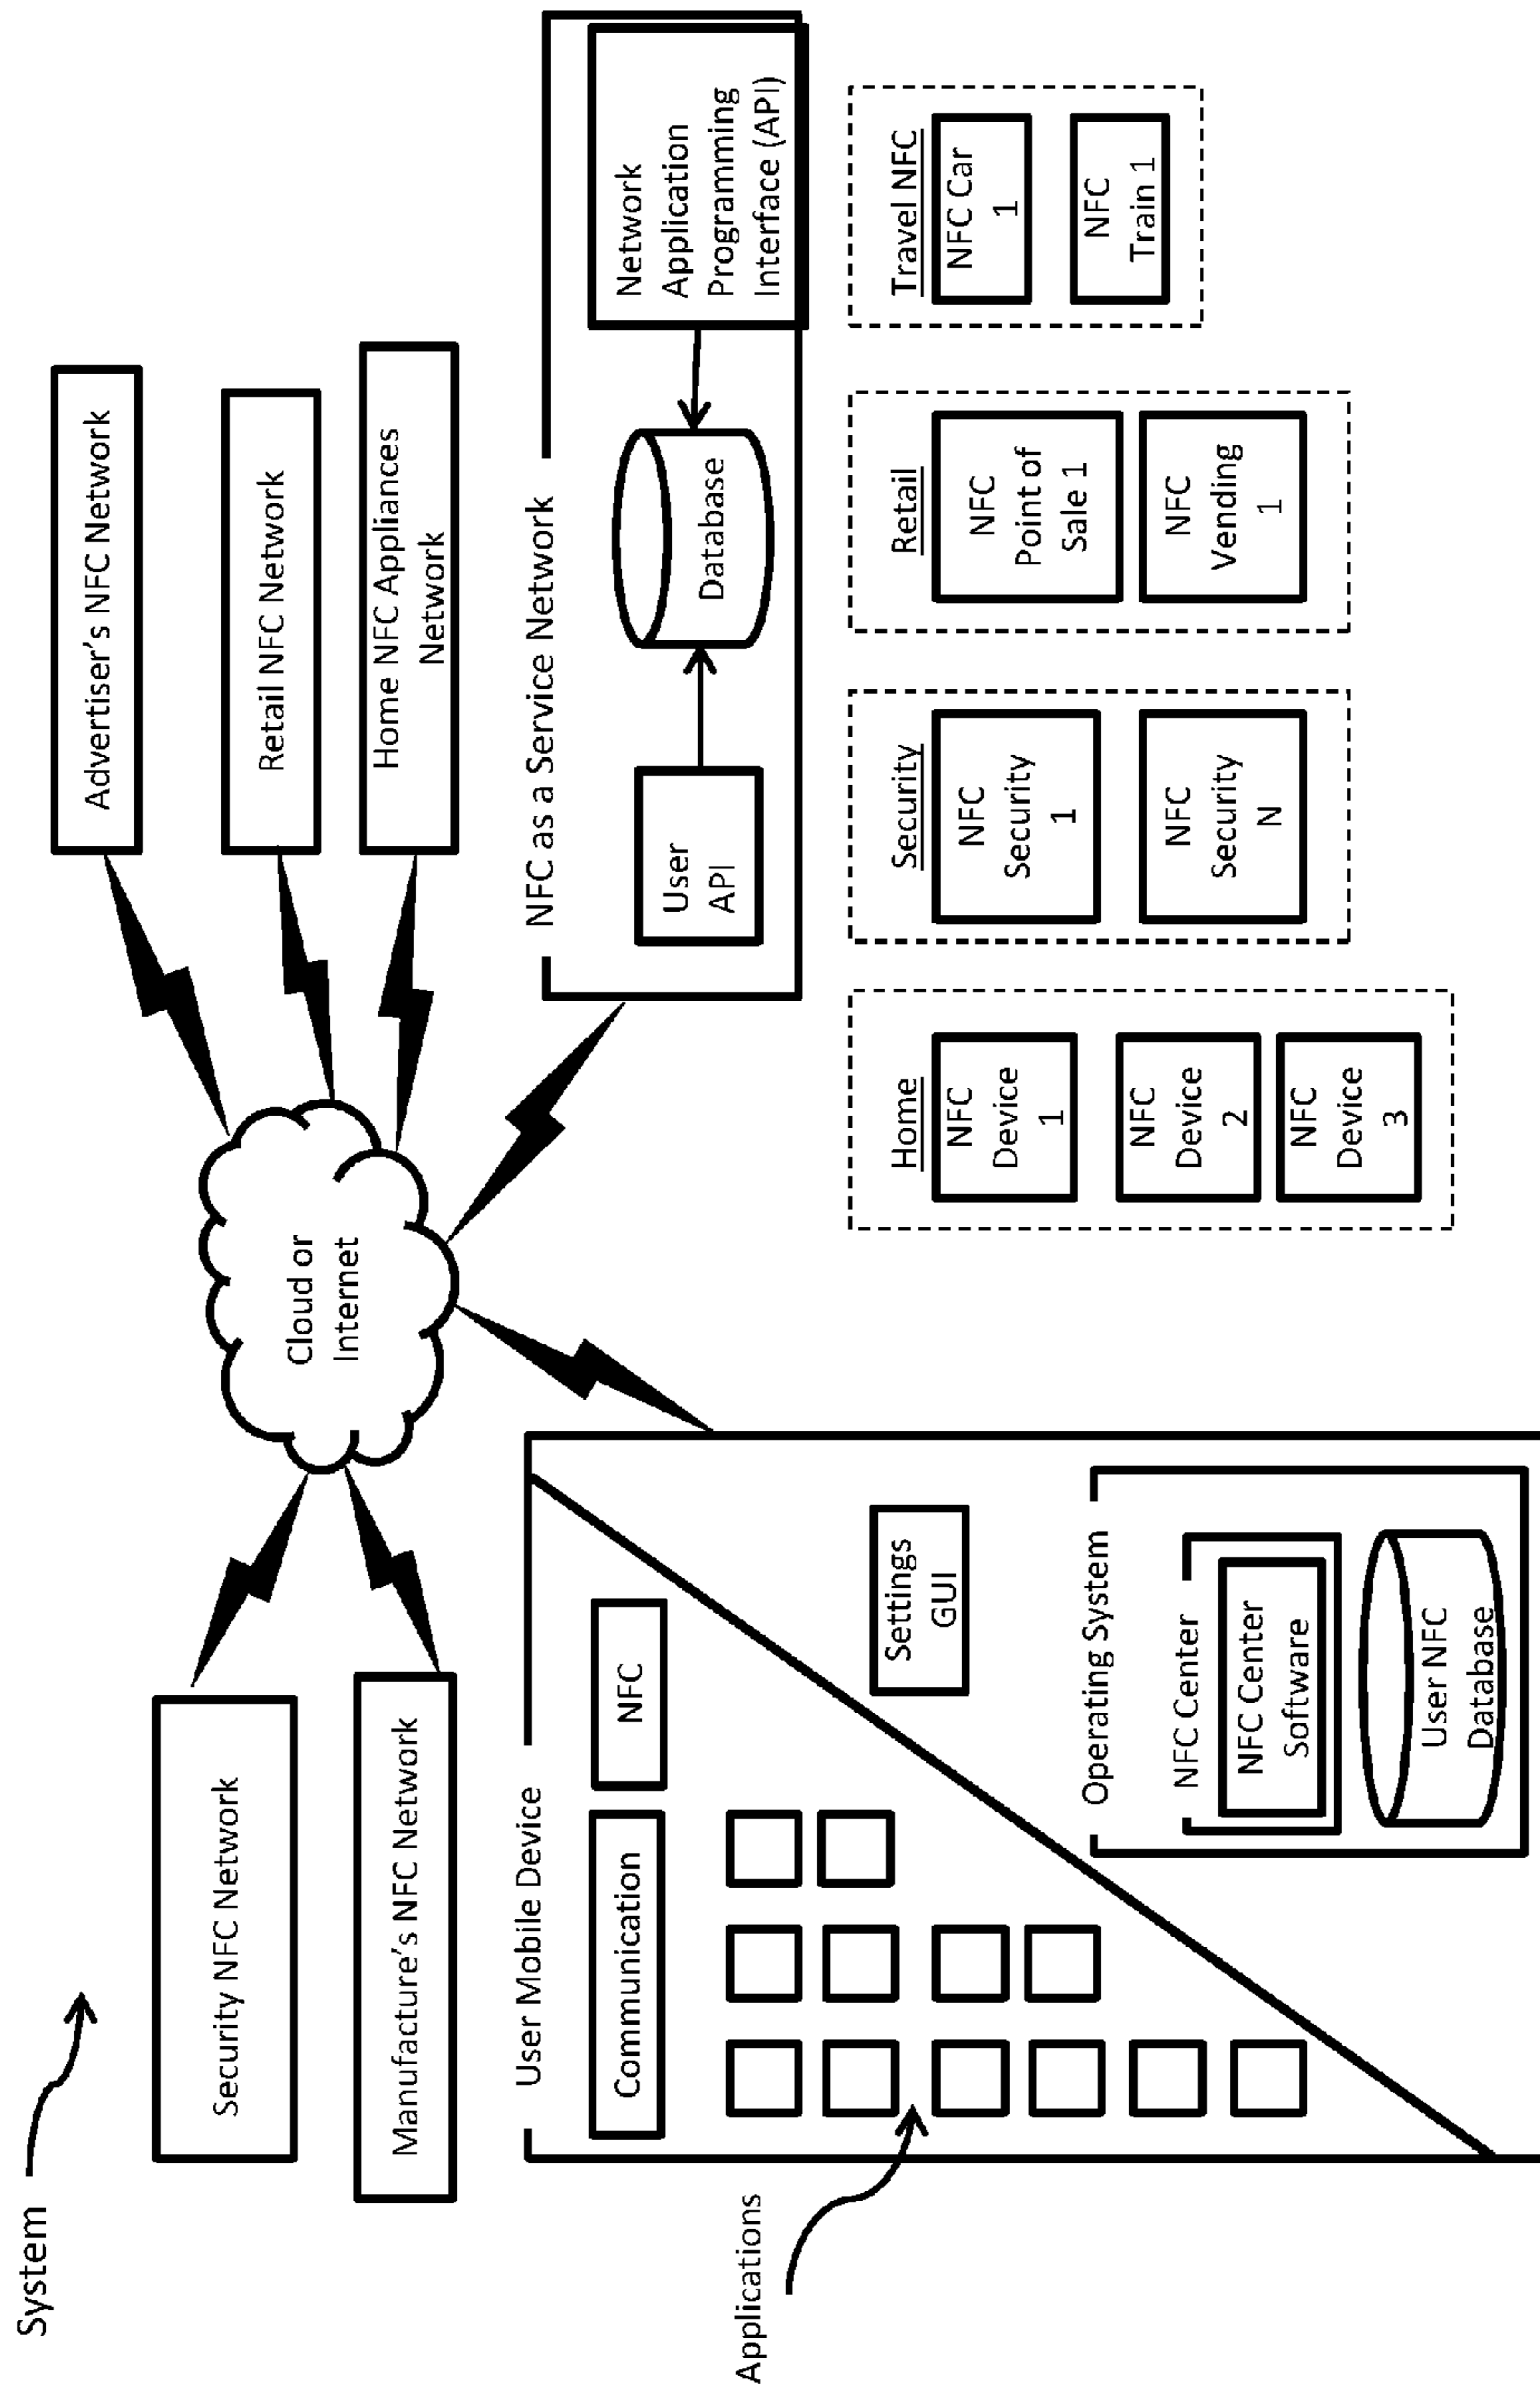 System
Security NFC Network
Manufacture's NFC Network
Advertiser's NFC Network
Retail NFC Network
Home NFC Appliances
Network
Cloud or
Internet
User Mobile Device
Communication
NFC
Applications
Settings
GUI
Operating System
NFC Center
NFC Center
Software
User NFC
Database
NFC as a Service Network
User
API
Database
Network
Application
Programming
Interface (API)
Home
NFC
Device
1
NFC
Device
2
NFC
Device
3
Security
NFC
Security
1
NFC
Security
N
Retail
NFC
Point of
Sale 1
NFC
Vending
1
Travel NFC
NFC Car
1
NFC
Train 1